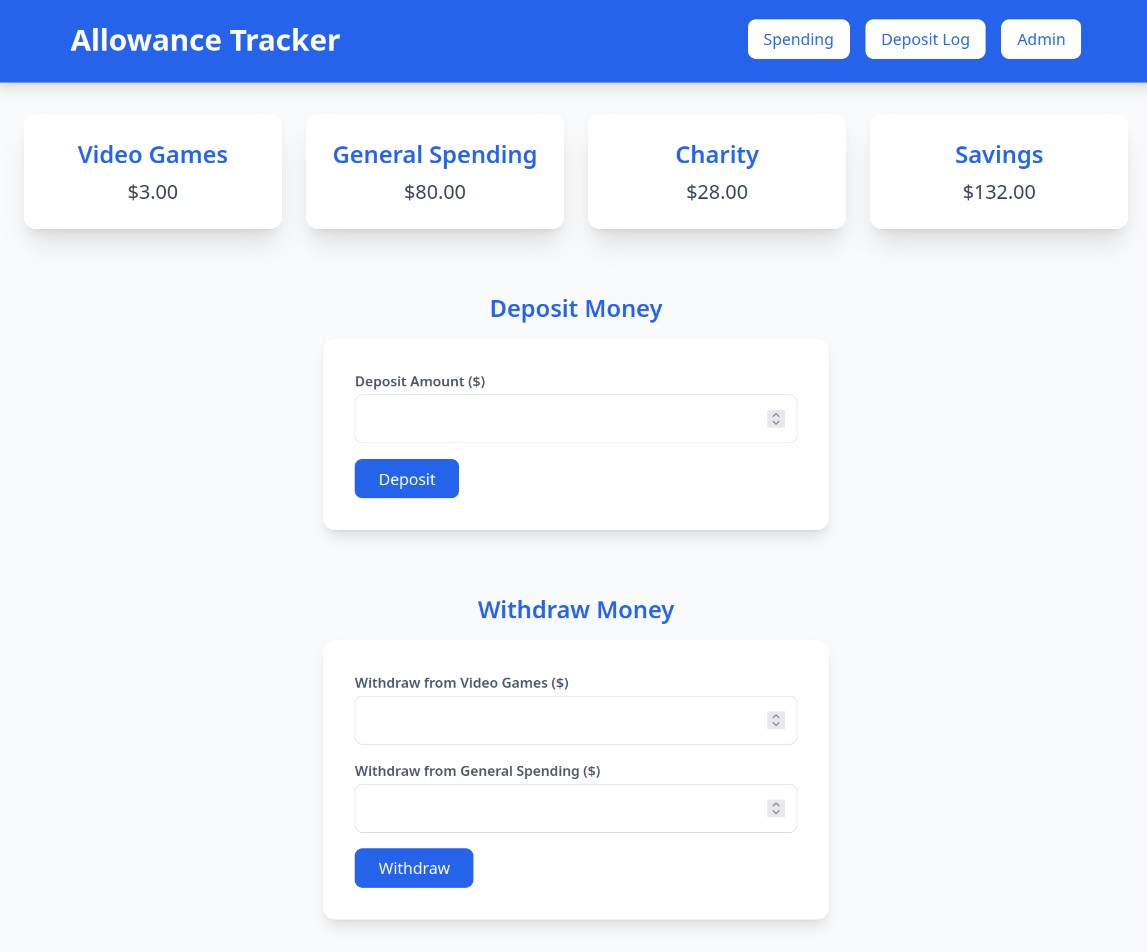 Allowance Tracker
Spending
Deposit Log
Admin
Video Games
$3.00
General Spending
$80.00
Charity
$28.00
Savings
$132.00
Deposit Money
Deposit Amount ($)
Deposit
Withdraw Money
Withdraw from Video Games ($)
Withdraw from General Spending ($)
Withdraw